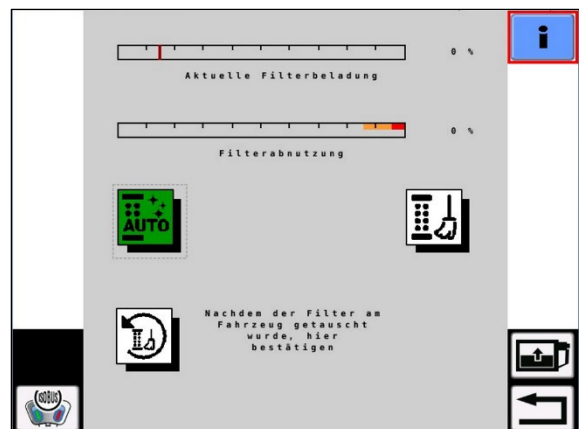 0 %
i
Aktuelle Filterbeladung
0 %
Filterabnutzung
AUTO
Nachdem der Filter am
Fahrzeug getauscht
wurde, hier
bestätigen
ISOBUS